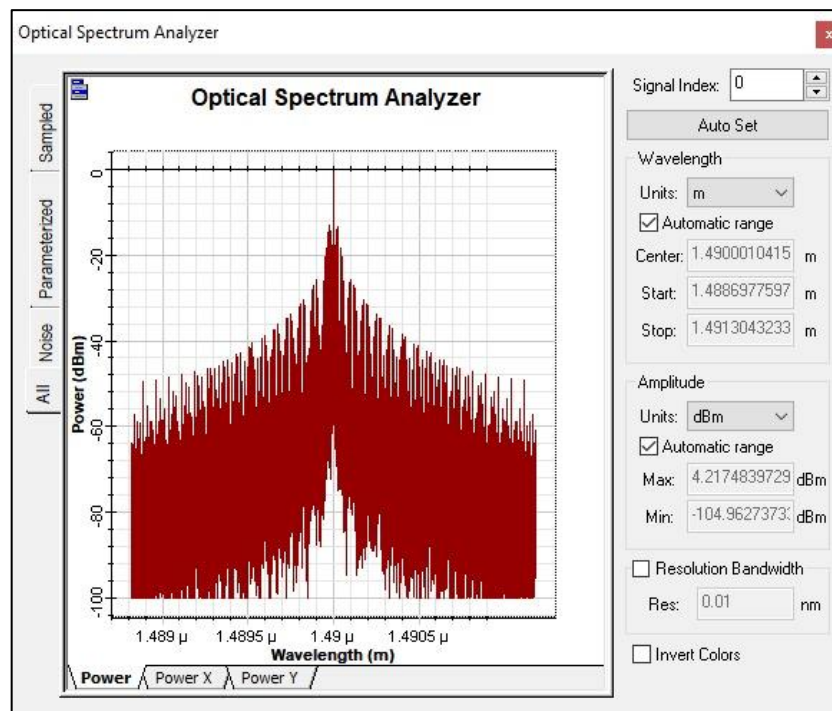 Optical Spectrum Analyzer
x
Sampled
Parameterized
Noise
All
Optical Spectrum Analyzer
Power (dBm)
0
-20
-40
-60
-80
-100
1.489 µ
1.4895 µ
1.49 µ
1.4905 µ
Wavelength (m)
Power
Power X
Power Y
Signal Index: 0
Auto Set
Wavelength
Units: m
Automatic range
Center: 1.4900010415 m
Start: 1.4886977597 m
Stop: 1.4913043233 m
Amplitude
Units: dBm
Automatic range
Max: 4.2174839729 dBm
Min: -104.96273733 dBm
Resolution Bandwidth
Res: 0.01 nm
Invert Colors